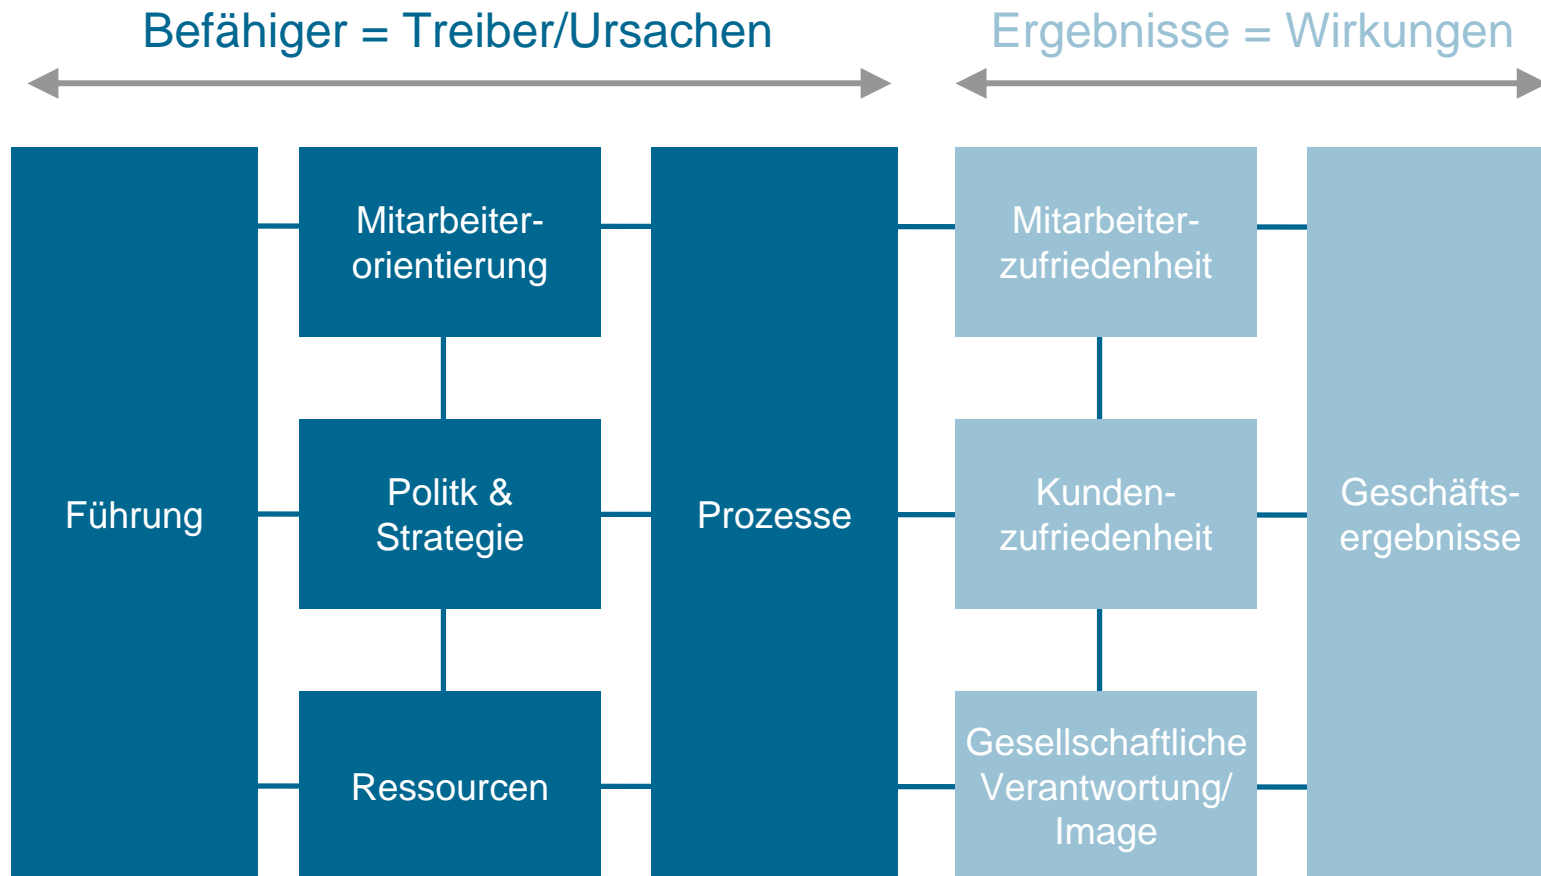 Befähiger = Treiber/Ursachen
Ergebnisse = Wirkungen
Führung
Mitarbeiter-
orientierung
Politk &
Strategie
Ressourcen
Prozesse
Mitarbeiter-
zufriedenheit
Kunden-
zufriedenheit
Gesellschaftliche
Verantwortung/
Image
Geschäfts-
ergebnisse